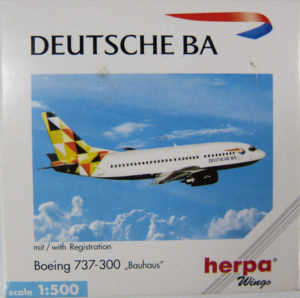 DEUTSCHE BA
DEUTSCHE BA
mit / with Registration
Boeing 737-300 „Bauhaus"
herpa
Wings
scale 1:500